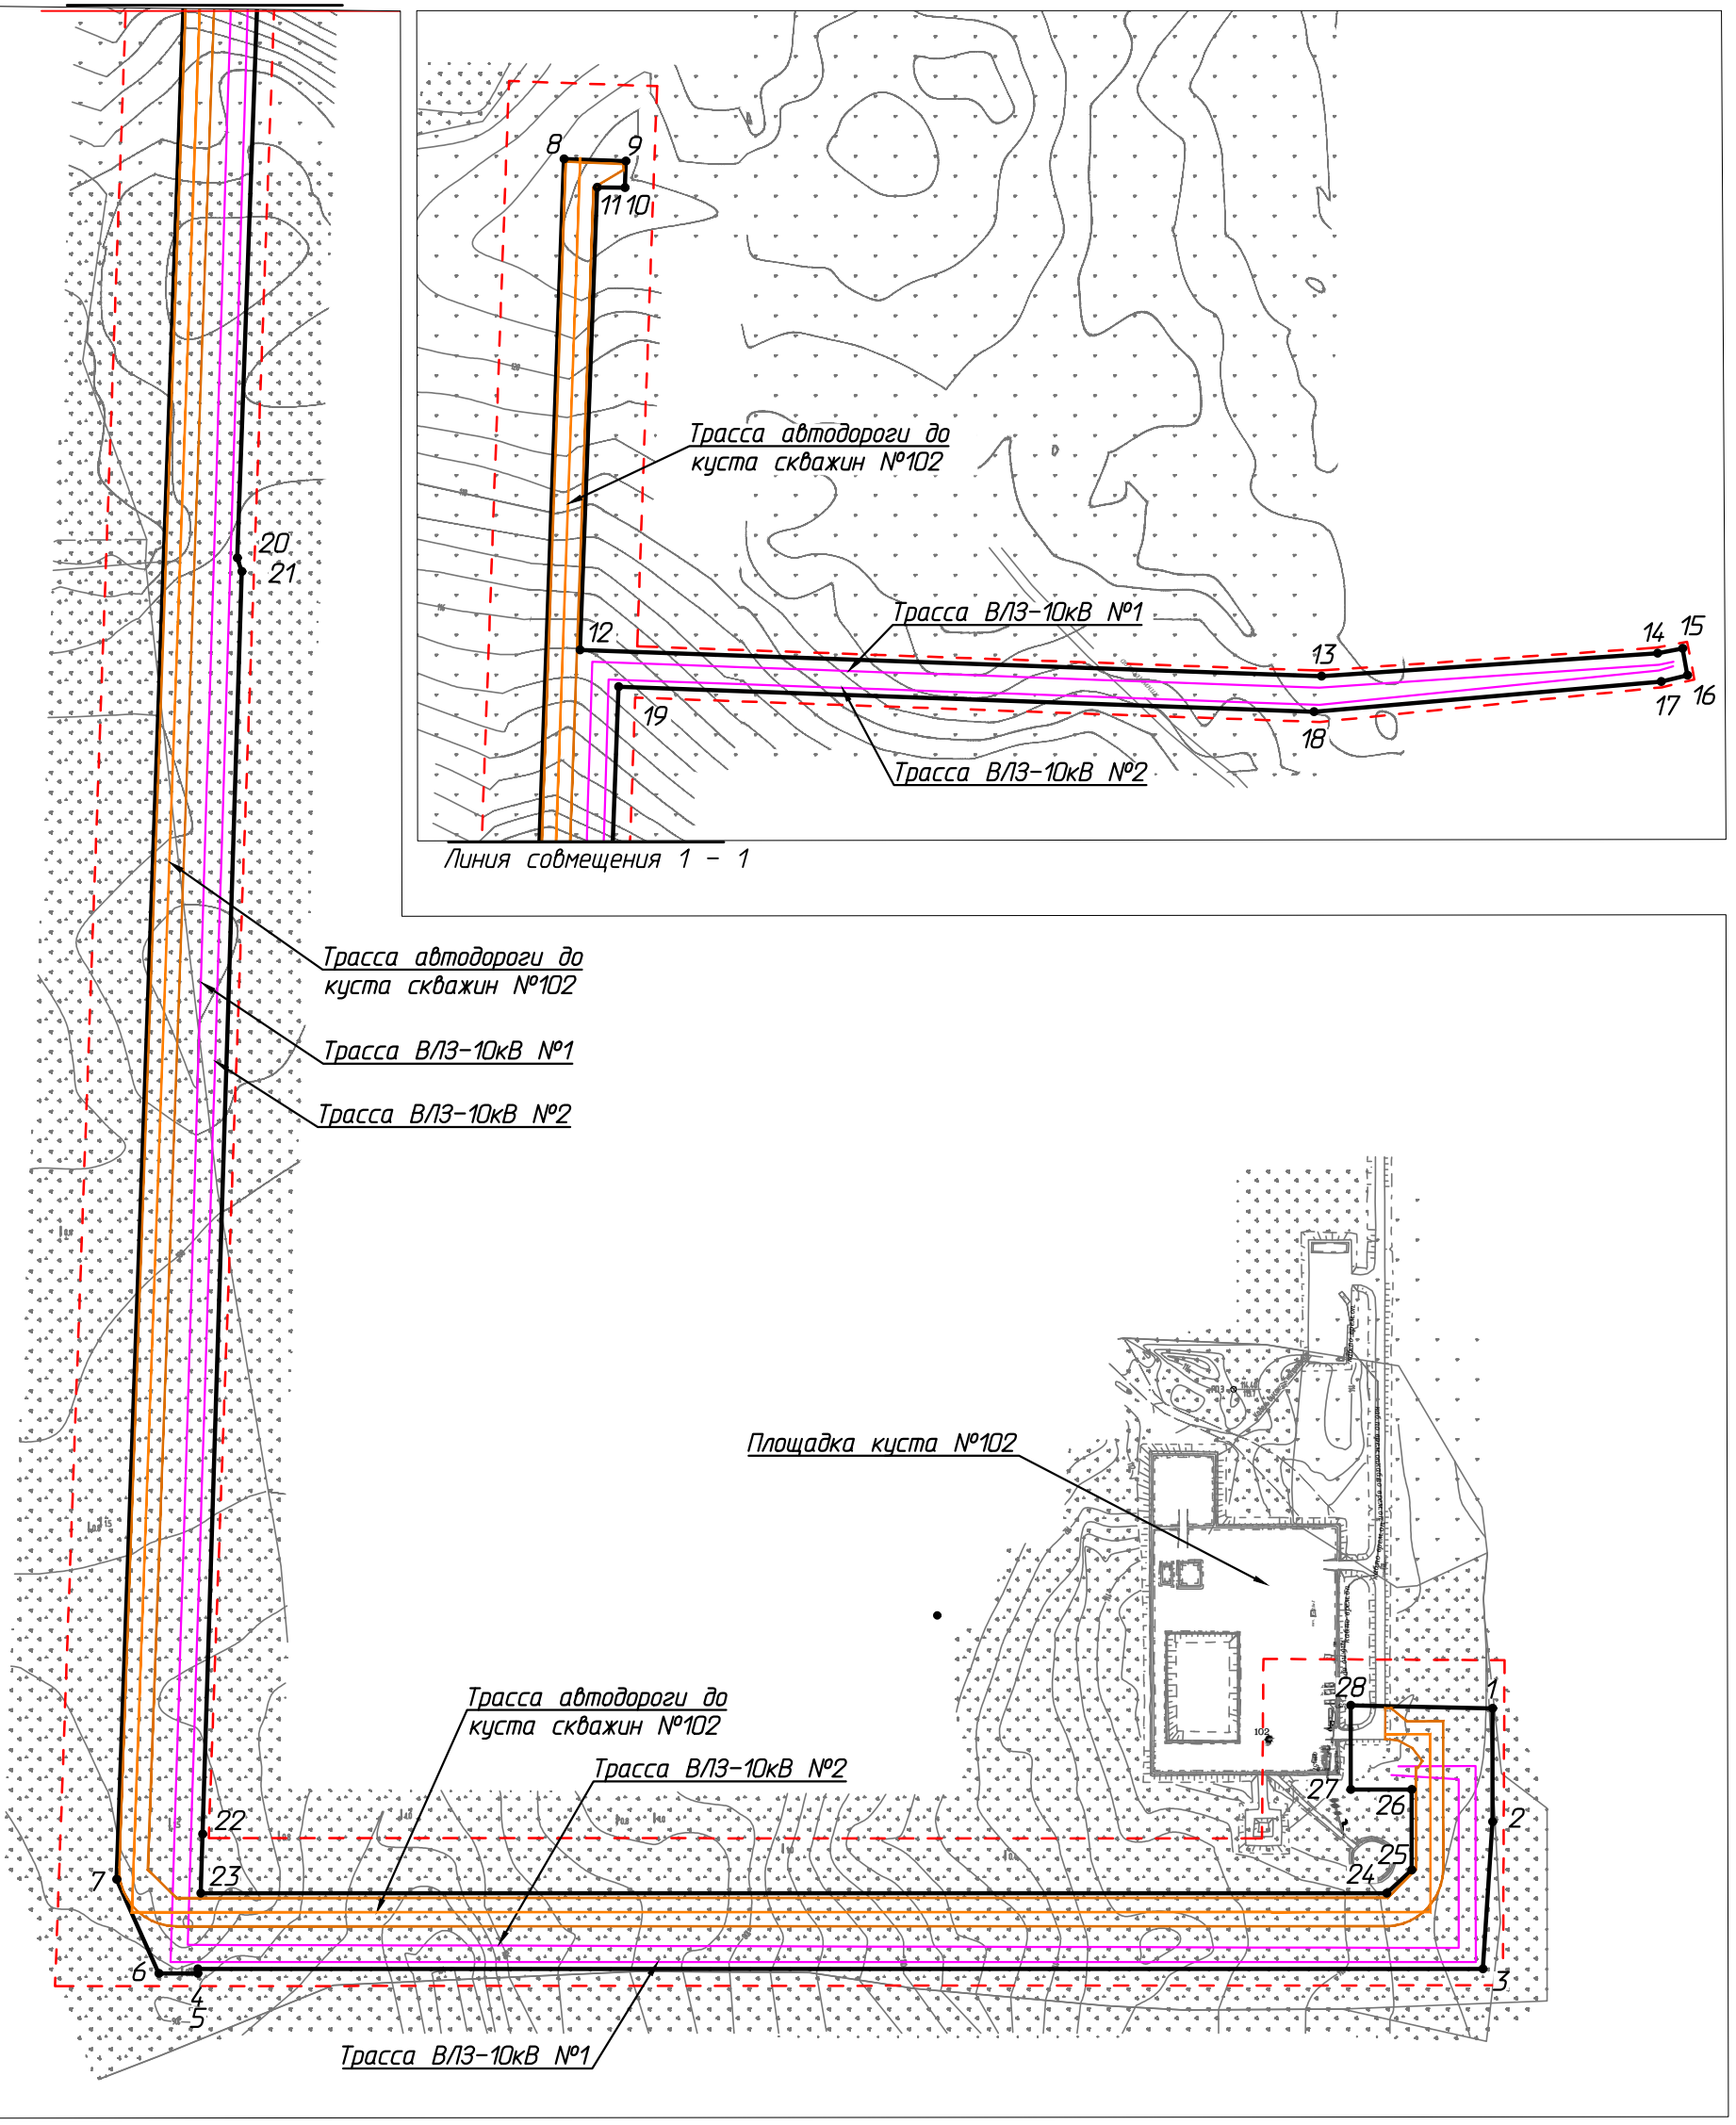 8
9
11
10
Трасса автодороги до
куста скважин №102
20
21
12
Трасса ВЛЗ-10кВ №1
13
14
15
16
17
18
19
Трасса ВЛЗ-10кВ №2
Линия совмещения 1 - 1
Трасса автодороги до
куста скважин №102
Трасса ВЛЗ-10кВ №1
Трасса ВЛЗ-10кВ №2
Площадка куста №102
28
1
Трасса автодороги до
куста скважин №102
102
Трасса ВЛЗ-10кВ №2
27
26
2
22
25
24
7
23
6
4
5
3
Трасса ВЛЗ-10кВ №1